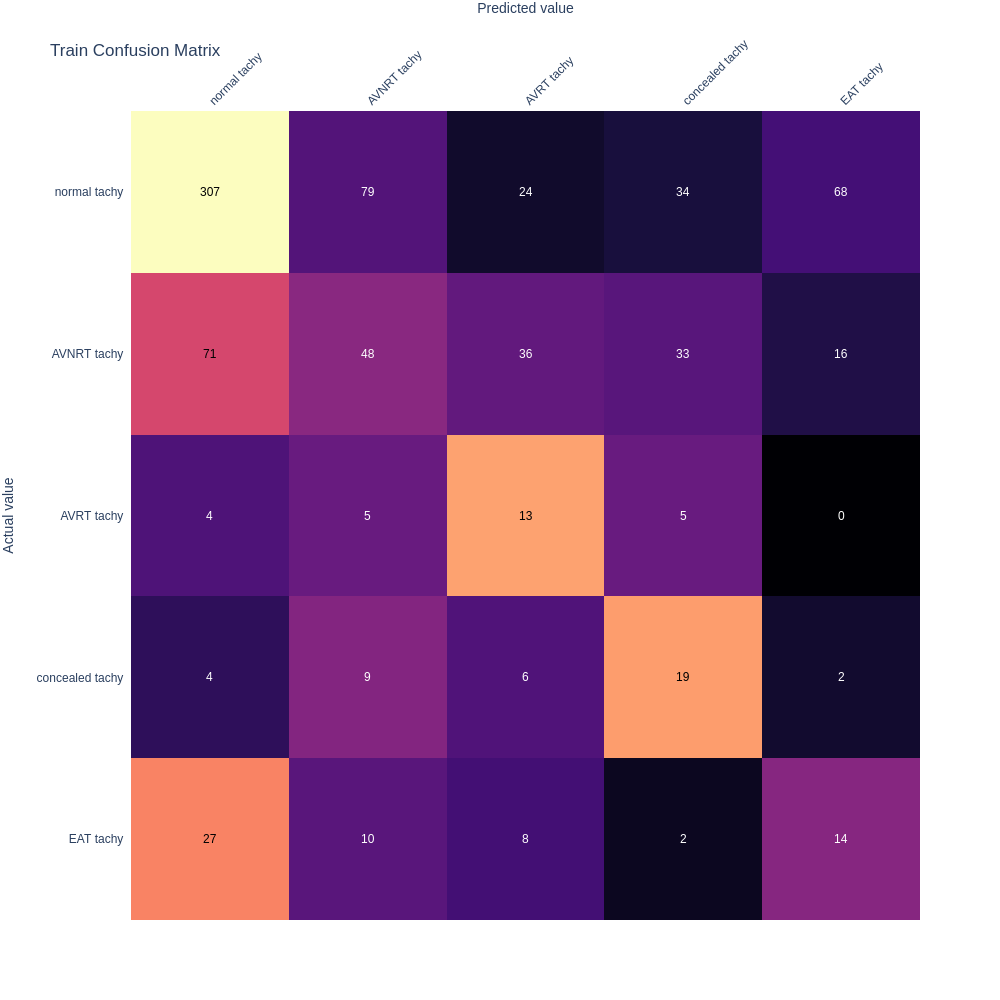 Predicted value
Train Confusion Matrix
normal tachy
AVNRT tachy
AVRT tachy
concealed tachy
EAT tachy
normal tachy 307 79 24 34 68
AVNRT tachy 71 48 36 33 16
AVRT tachy 4 5 13 5 0
concealed tachy 4 9 6 19 2
EAT tachy 27 10 8 2 14
Actual value